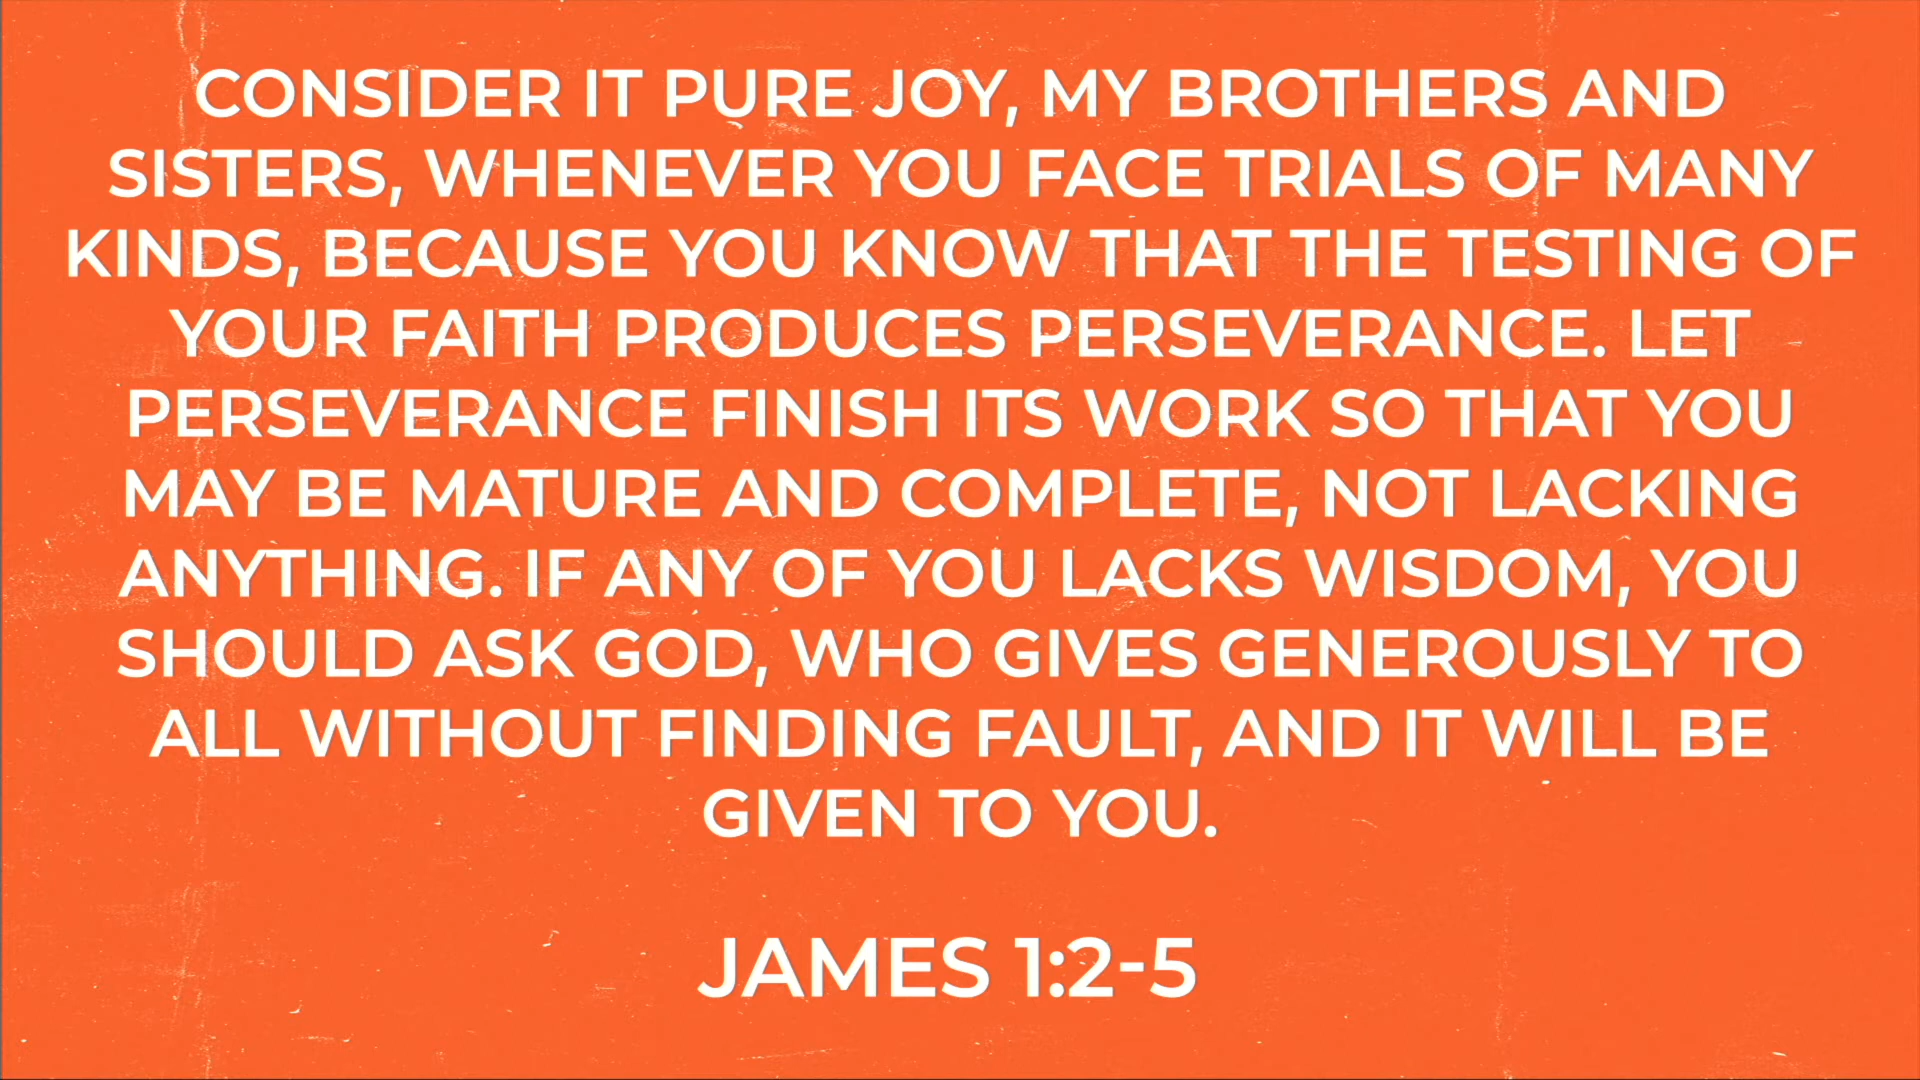 CONSIDER IT PURE JOY, MY BROTHERS AND
SISTERS, WHENEVER YOU FACE TRIALS OF MANY
KINDS, BECAUSE YOU KNOW THAT THE TESTING OF
YOUR FAITH PRODUCES PERSEVERANCE. LET
PERSEVERANCE FINISH ITS WORK SO THAT YOU
MAY BE MATURE AND COMPLETE, NOT LACKING
ANYTHING. IF ANY OF YOU LACKS WISDOM, YOU
SHOULD ASK GOD, WHO GIVES GENEROUSLY TO
ALL WITHOUT FINDING FAULT, AND IT WILL BE
GIVEN TO YOU.
JAMES 1:2-5